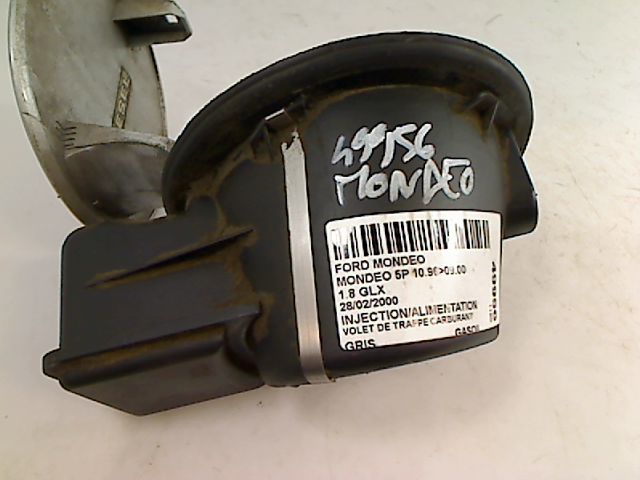 499156
MONDEO
FORD MONDEO
MONDEO 5P 10.96>09.00
1.8 GLX
28/02/2000
INJECTION/ALIMENTATION
VOLET DE TRAPPE CARBURANT
GRIS